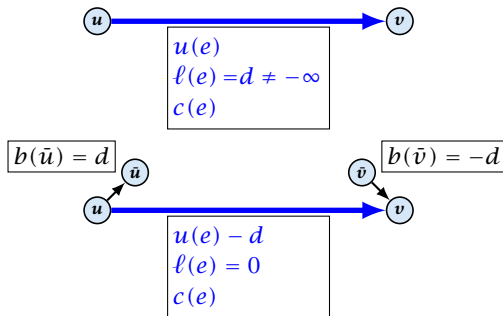 u v
u(e)
ℓ(e) =d ≠ −∞
c(e)
b(ū) = d ū v̄ b(v̄) = −d
u v
u(e) − d
ℓ(e) = 0
c(e)